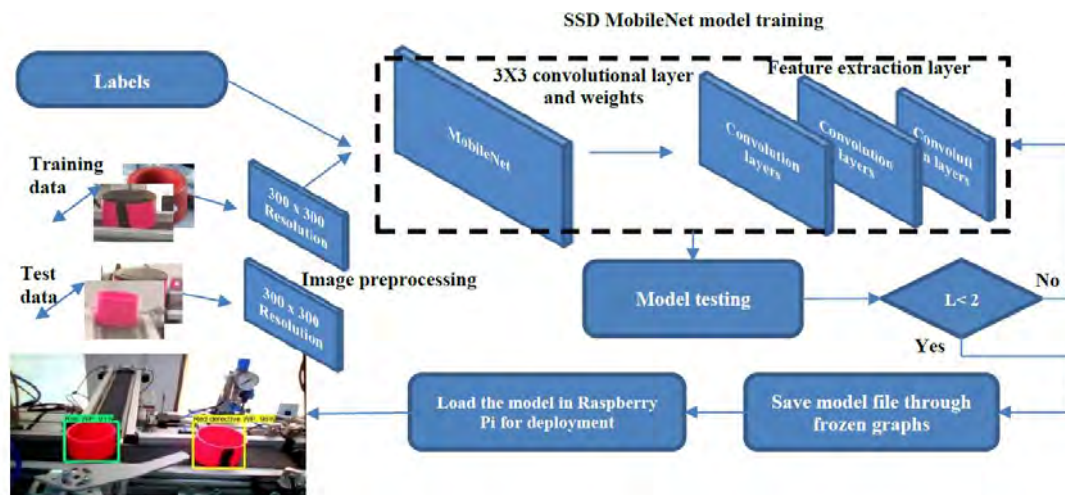 SSD MobileNet model training
Labels
3X3 convolutional layer
and weights
Feature extraction layer
MobileNet
Convolution
layers
Convolution
layers
Convoluti
n layers
Training
data
300 x 300
Resolution
Image preprocessing
Test
data
300 x 300
Resolution
Model testing
L< 2
No
Yes
Load the model in Raspberry
Pi for deployment
Save model file through
frozen graphs